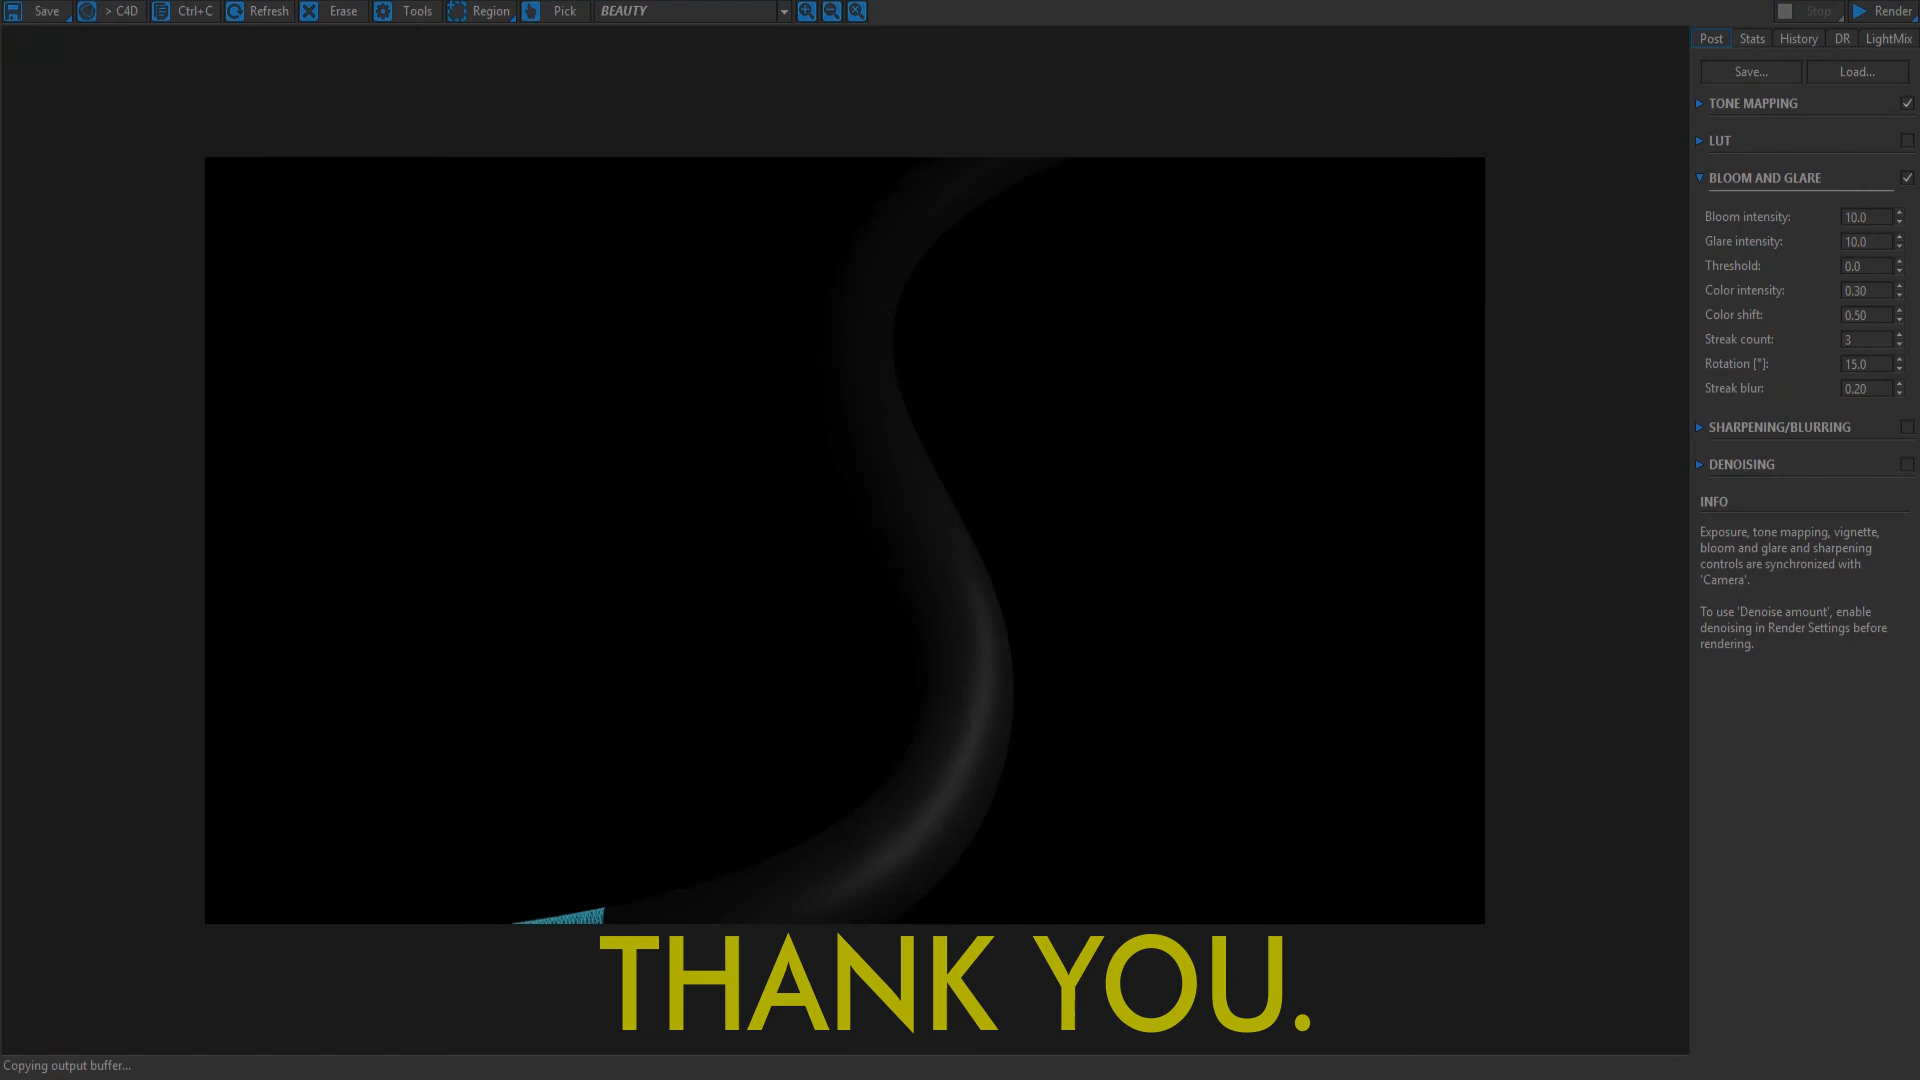 Save > C4D Ctrl+C Refresh Erase Tools Region Pick BEAUTY Stop Render
Post Stats History DR LightMix
Save... Load...
TONE MAPPING
LUT
BLOOM AND GLARE
Bloom intensity: 10.0
Glare intensity: 10.0
Threshold: 0.0
Color intensity: 0.30
Color shift: 0.50
Streak count: 3
Rotation [°]: 15.0
Streak blur: 0.20
SHARPENING/BLURRING
DENOISING
INFO
Exposure, tone mapping, vignette,
bloom and glare and sharpening
controls are synchronized with
'Camera'.
To use 'Denoise amount', enable
denoising in Render Settings before
rendering.
THANK YOU.
Copying output buffer...